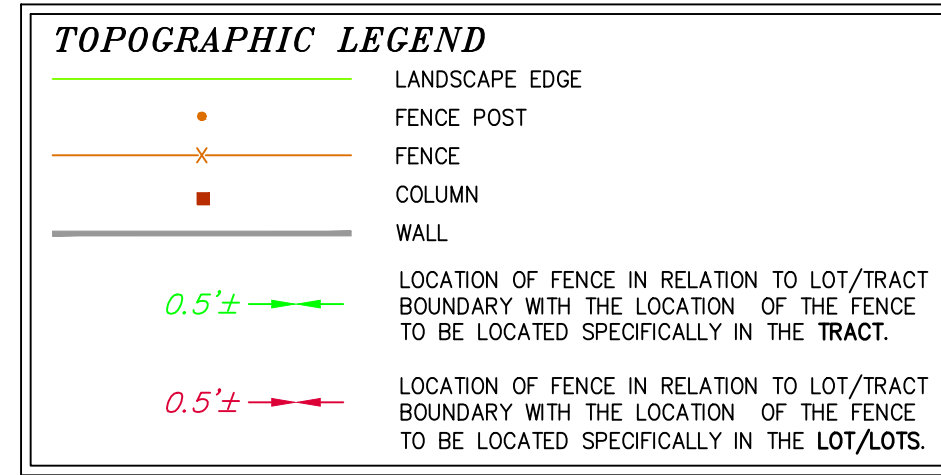 TOPOGRAPHIC LEGEND
LANDSCAPE EDGE
FENCE POST
FENCE
COLUMN
WALL
0.5'± LOCATION OF FENCE IN RELATION TO LOT/TRACT
BOUNDARY WITH THE LOCATION OF THE FENCE
TO BE LOCATED SPECIFICALLY IN THE TRACT.
0.5'± LOCATION OF FENCE IN RELATION TO LOT/TRACT
BOUNDARY WITH THE LOCATION OF THE FENCE
TO BE LOCATED SPECIFICALLY IN THE LOT/LOTS.